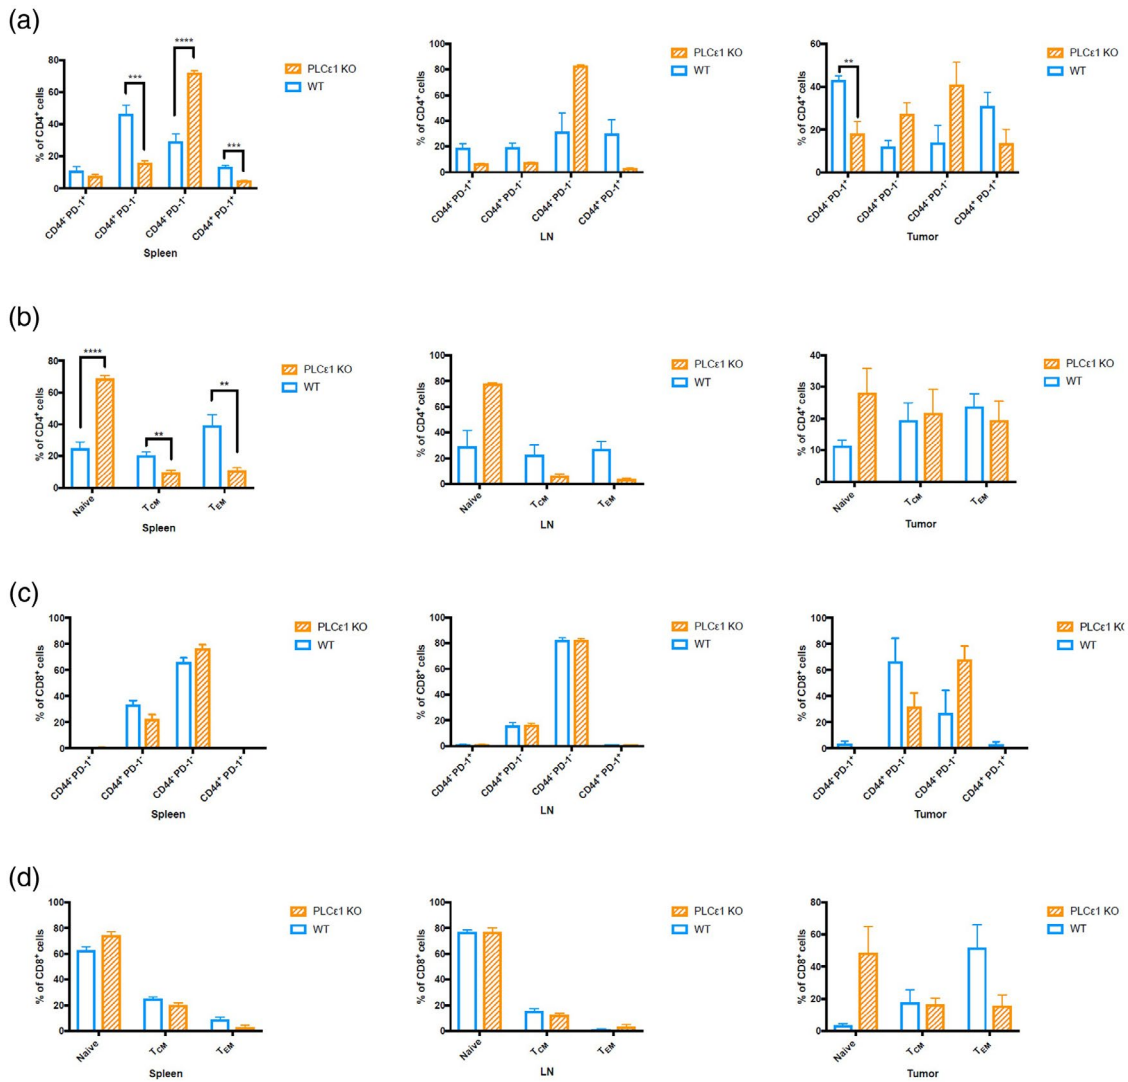 (a)
% of CD4⁺ cells
80
60
40
20
0
***
****
***
CD44⁻ PD-1⁺
CD44⁺ PD-1⁻
CD44⁻ PD-1⁻
CD44⁺ PD-1⁺
Spleen
PLCε1 KO
WT
% of CD4⁺ cells
100
80
60
40
20
0
CD44⁻ PD-1⁺
CD44⁺ PD-1⁻
CD44⁻ PD-1⁻
CD44⁺ PD-1⁺
LN
PLCε1 KO
WT
% of CD4⁺ cells
60
40
20
0
**
CD44⁻ PD-1⁺
CD44⁺ PD-1⁻
CD44⁻ PD-1⁻
CD44⁺ PD-1⁺
Tumor
PLCε1 KO
WT
(b)
% of CD4⁺ cells
80
60
40
20
0
****
**
**
Naive
TCM
TEM
Spleen
PLCε1 KO
WT
% of CD4⁺ cells
100
80
60
40
20
0
Naive
TCM
TEM
LN
PLCε1 KO
WT
% of CD4⁺ cells
40
30
20
10
0
Naive
TCM
TEM
Tumor
PLCε1 KO
WT
(c)
% of CD8⁺ cells
100
80
60
40
20
0
CD44⁻ PD-1⁺
CD44⁺ PD-1⁻
CD44⁻ PD-1⁻
CD44⁺ PD-1⁺
Spleen
PLCε1 KO
WT
% of CD8⁺ cells
100
80
60
40
20
0
CD44⁻ PD-1⁺
CD44⁺ PD-1⁻
CD44⁻ PD-1⁻
CD44⁺ PD-1⁺
LN
PLCε1 KO
WT
% of CD8⁺ cells
100
80
60
40
20
0
CD44⁻ PD-1⁺
CD44⁺ PD-1⁻
CD44⁻ PD-1⁻
CD44⁺ PD-1⁺
Tumor
PLCε1 K
WT
(d)
% of CD8⁺ cells
100
80
60
40
20
0
Naive
TCM
TEM
Spleen
PLCε1 KO
WT
% of CD8⁺ cells
100
80
60
40
20
0
Naive
TCM
TEM
LN
PLCε1 KO
WT
% of CD8⁺ cells
80
60
40
20
0
Naive
TCM
TEM
Tumor
PLCε1 KO
WT